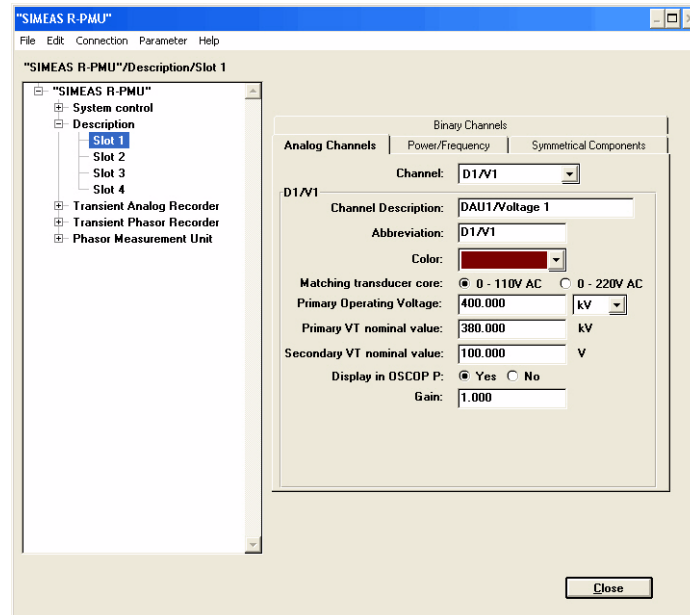 "SIMEAS R-PMU"
File Edit Connection Parameter Help
"SIMEAS R-PMU"/Description/Slot 1
"SIMEAS R-PMU"
System control
Description
Slot 1
Slot 2
Slot 3
Slot 4
Transient Analog Recorder
Transient Phasor Recorder
Phasor Measurement Unit
Binary Channels
Analog Channels Power/Frequency Symmetrical Components
Channel: D1/V1
D1/V1
Channel Description: DAU1/Voltage 1
Abbreviation: D1/V1
Color:
Matching transducer core: 0 - 110V AC 0 - 220V AC
Primary Operating Voltage: 400.000 kV
Primary VT nominal value: 380.000 kV
Secondary VT nominal value: 100.000 V
Display in OSCOP P: Yes No
Gain: 1.000
Close